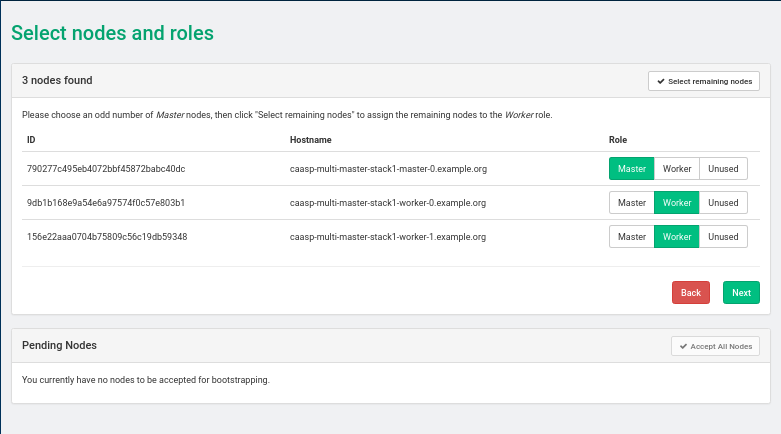 Select nodes and roles
3 nodes found
Select remaining nodes
Please choose an odd number of Master nodes, then click "Select remaining nodes" to assign the remaining nodes to the Worker role.
ID Hostname Role
790277c495eb4072bbf45872babc40dc caasp-multi-master-stack1-master-0.example.org Master Worker Unused
9db1b168e9a54e6a97574f0c57e803b1 caasp-multi-master-stack1-worker-0.example.org Master Worker Unused
156e22aaa0704b75809c56c19db59348 caasp-multi-master-stack1-worker-1.example.org Master Worker Unused
Back Next
Pending Nodes
Accept All Nodes
You currently have no nodes to be accepted for bootstrapping.